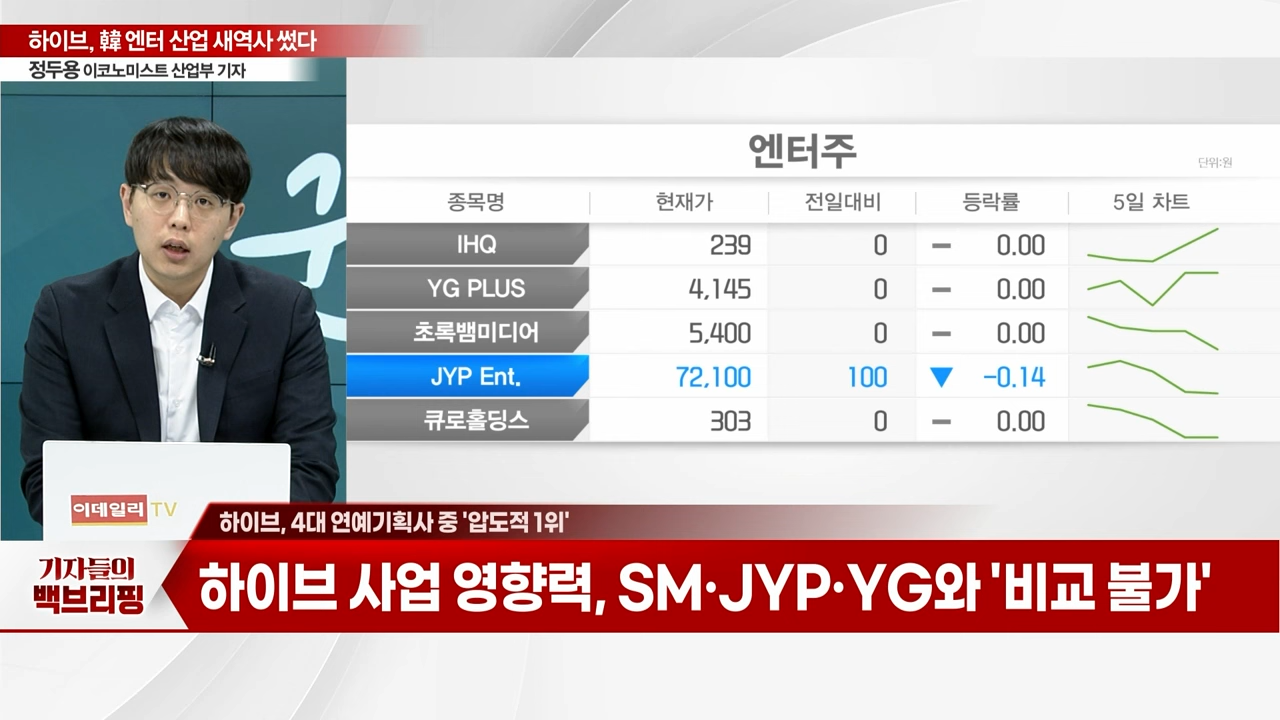 하이브, 韓 엔터 산업 새역사 썼다
정두용 이코노미스트 산업부 기자
엔터주
단위:원
종목명 현재가 전일대비 등락률 5일 차트
IHQ 239 0 - 0.00
YG PLUS 4,145 0 - 0.00
초록뱀미디어 5,400 0 - 0.00
JYP Ent. 72,100 100 ▼ -0.14
큐로홀딩스 303 0 - 0.00
이데일리 TV
하이브, 4대 연예기획사 중 '압도적 1위'
기자들의
백브리핑
하이브 사업 영향력, SM·JYP·YG와 '비교 불가'